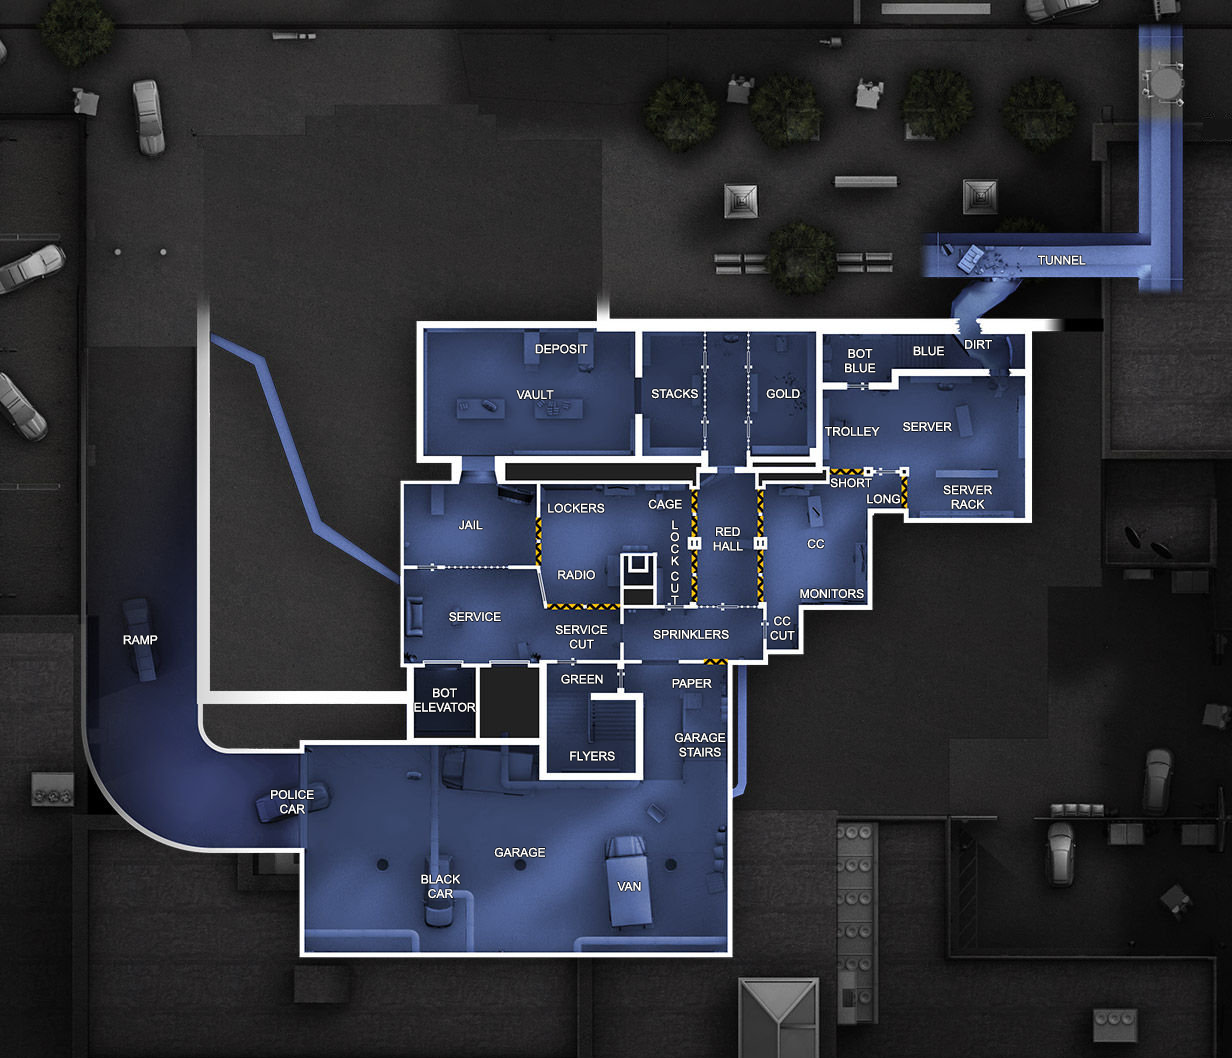 TUNNEL
DEPOSIT
BOT
BLUE
BLUE
DIRT
VAULT
STACKS
GOLD
TROLLEY
SERVER
SHORT
LONG
SERVER
RACK
JAIL
LOCKERS
CAGE
LOCK CUT
RED
HALL
CC
RADIO
MONITORS
SERVICE
SERVICE
CUT
SPRINKLERS
CC
CUT
RAMP
GREEN
PAPER
BOT
ELEVATOR
FLYERS
GARAGE
STAIRS
POLICE
CAR
GARAGE
BLACK
CAR
VAN